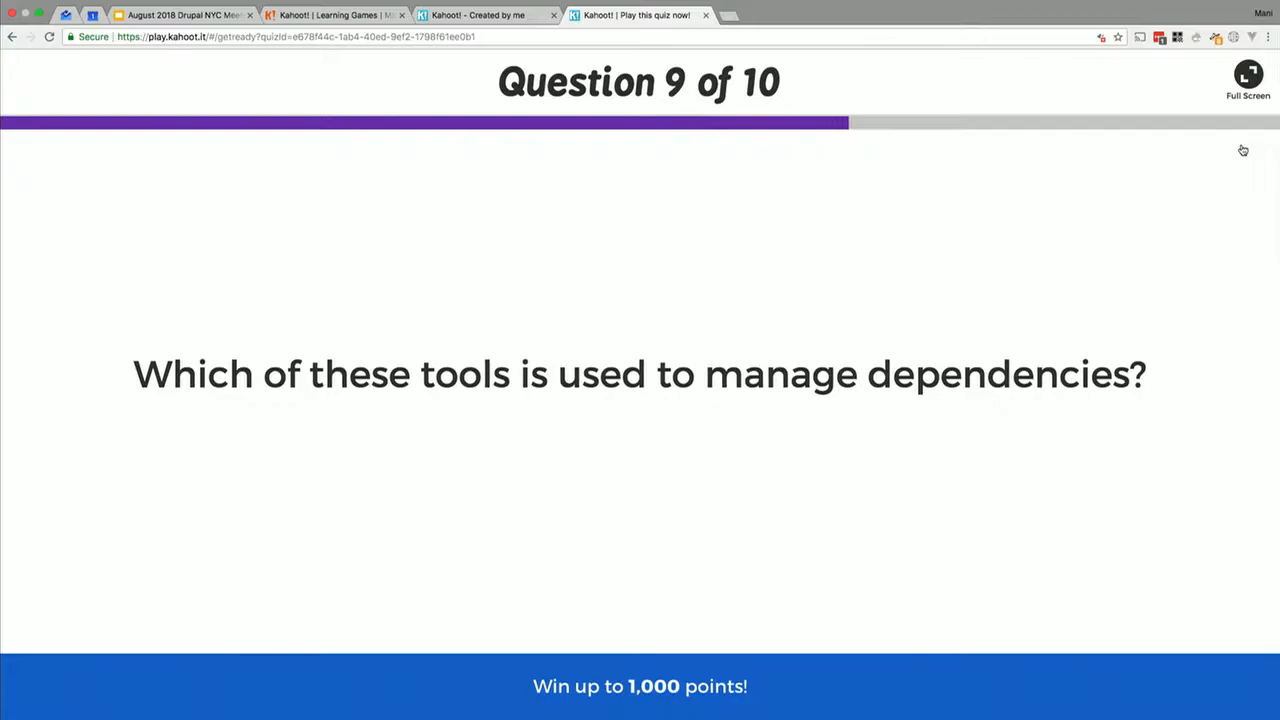 August 2018 Drupal NYC Mee
Kahoot! | Learning Games | M
Kahoot! - Created by me
Kahoot! | Play this quiz now!
Mani
Secure
https://play.kahoot.it/#/getready?quizId=e678f44c-1ab4-40ed-9ef2-1798f61ee0b1
Question 9 of 10
Full Screen
Which of these tools is used to manage dependencies?
Win up to 1,000 points!